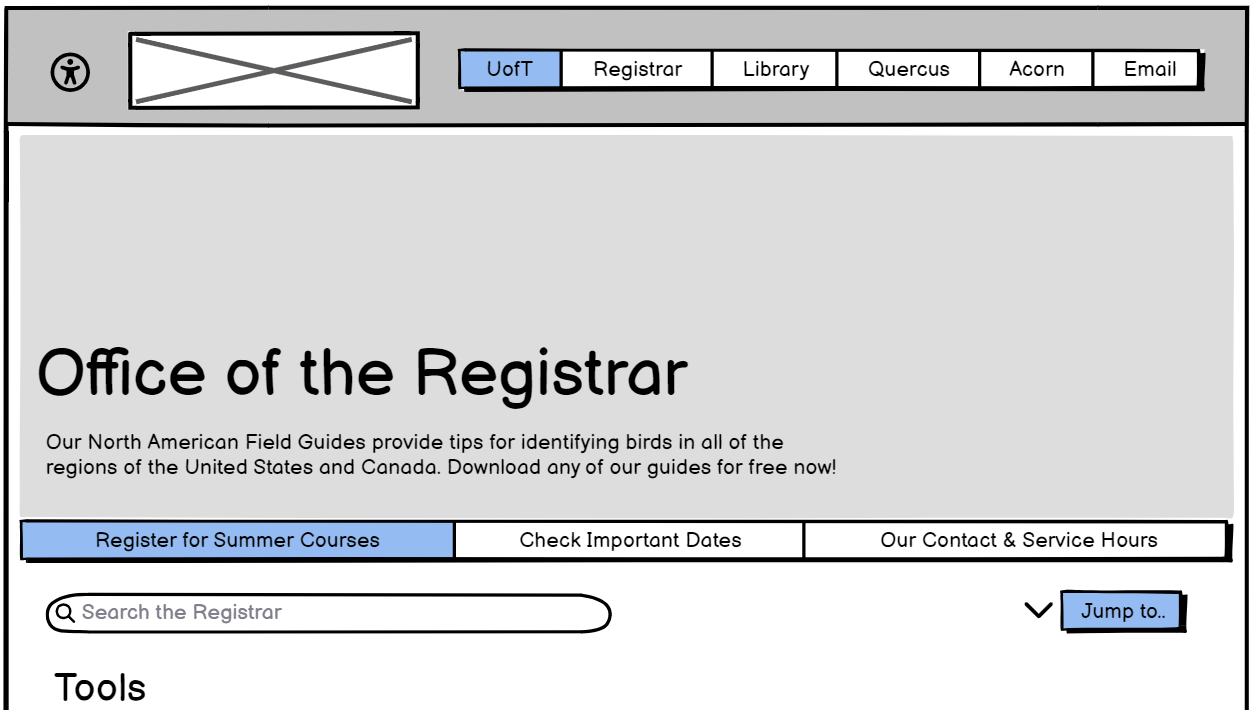 UofT Registrar Library Quercus Acorn Email
Office of the Registrar
Our North American Field Guides provide tips for identifying birds in all of the
regions of the United States and Canada. Download any of our guides for free now!
Register for Summer Courses Check Important Dates Our Contact & Service Hours
Search the Registrar Jump to..
Tools